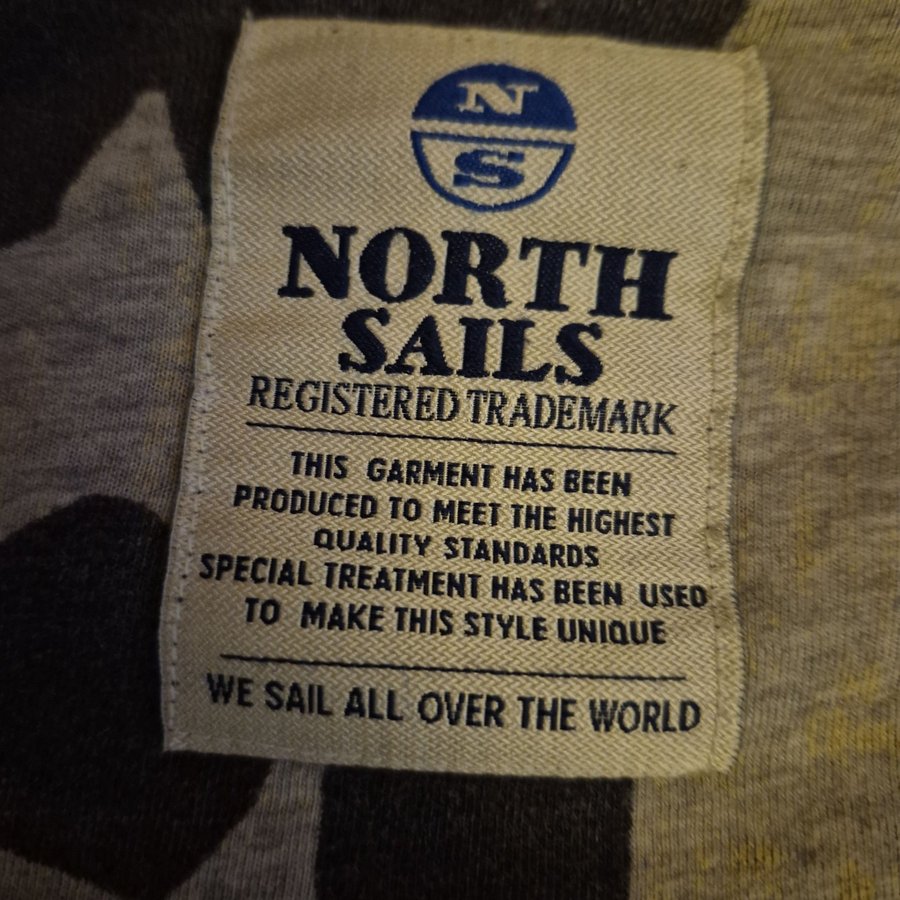 N
S
NORTH
SAILS
REGISTERED TRADEMARK
THIS GARMENT HAS BEEN
PRODUCED TO MEET THE HIGHEST
QUALITY STANDARDS
SPECIAL TREATMENT HAS BEEN USED
TO MAKE THIS STYLE UNIQUE
WE SAIL ALL OVER THE WORLD